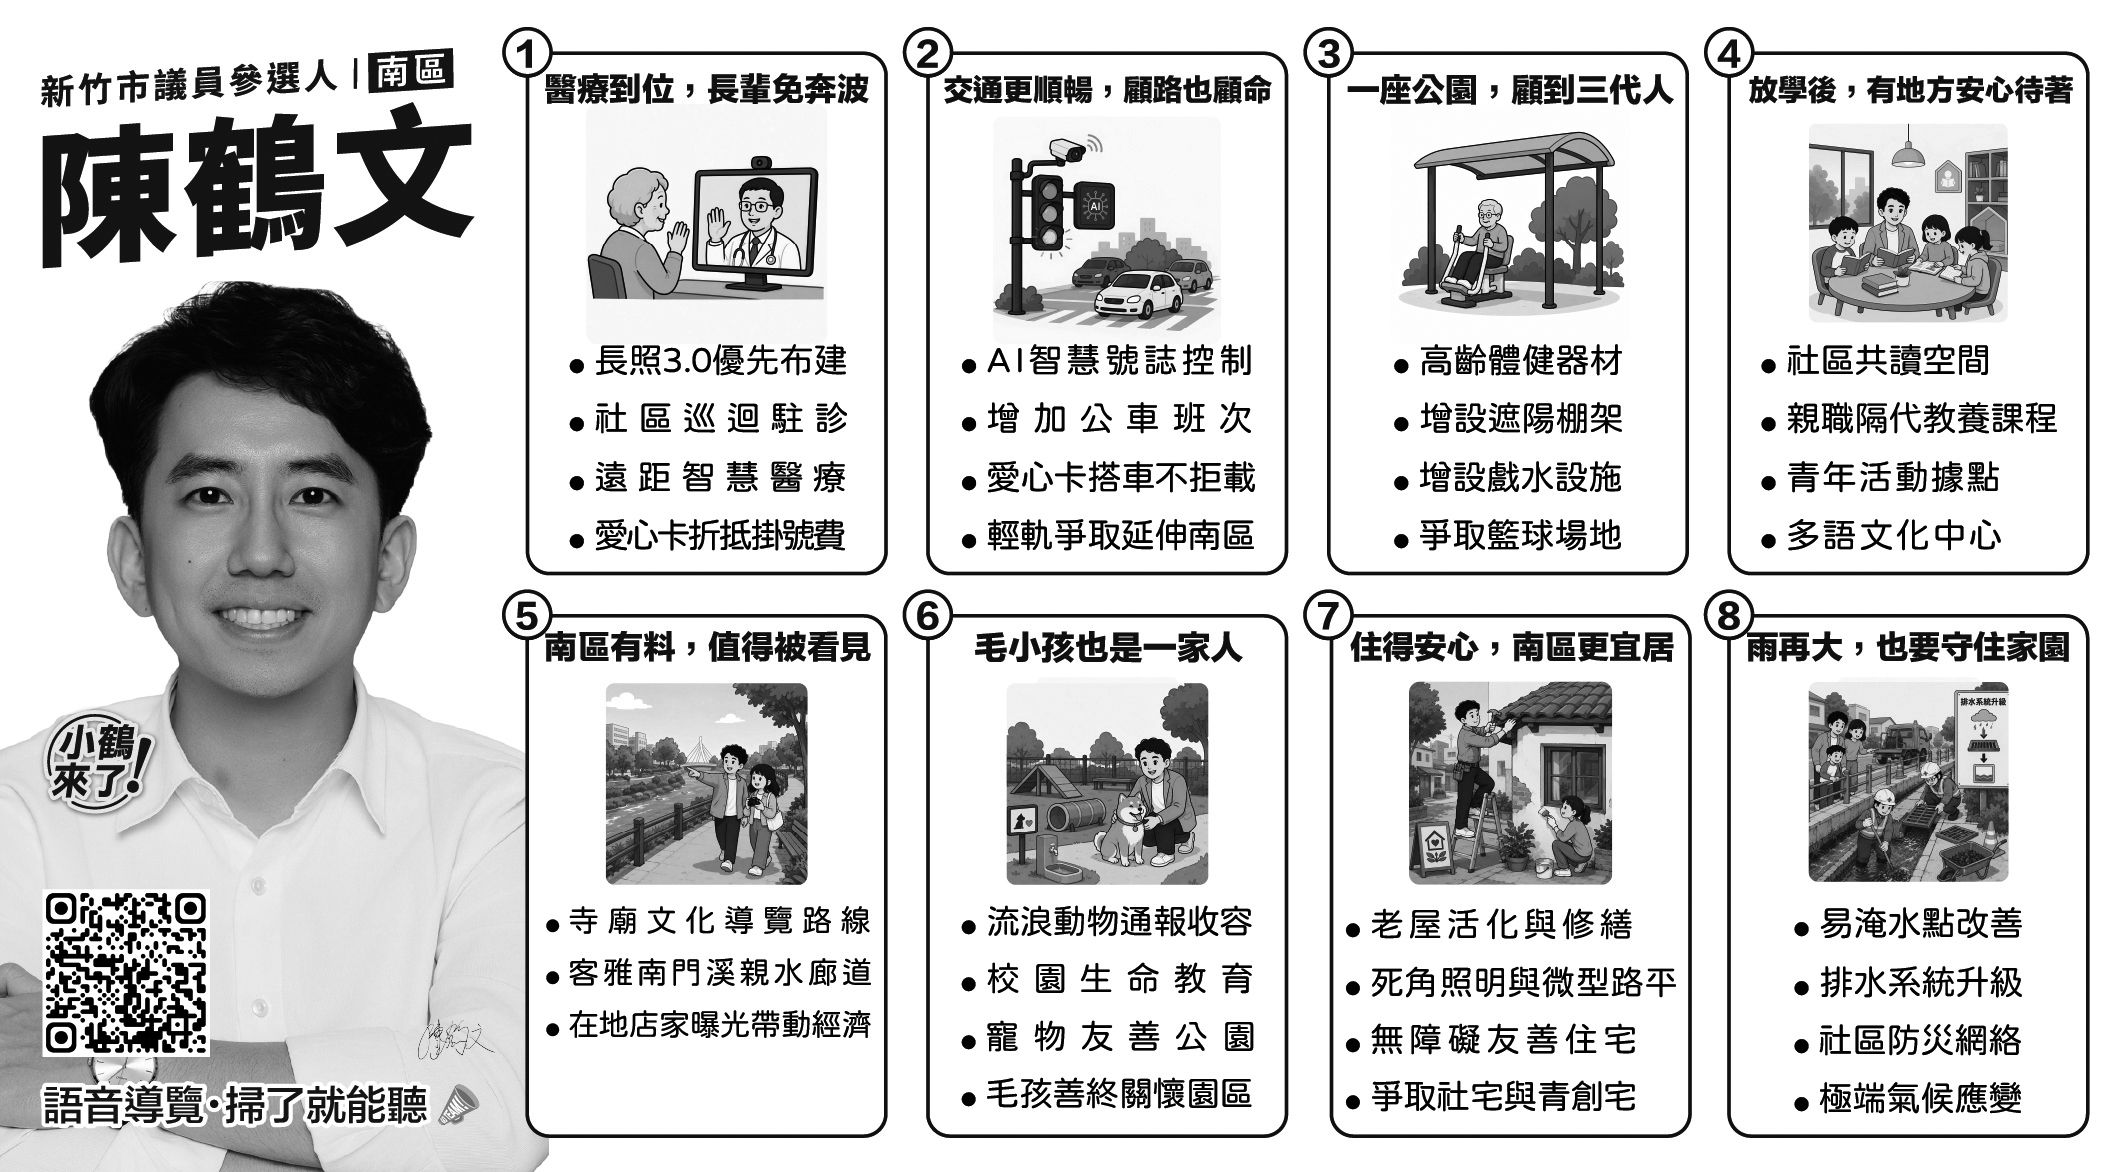 新竹市議員參選人 南區
陳鶴文
小鶴
來了!
語音導覽·掃了就能聽
TEAM!
陳鶴文
1
醫療到位，長輩免奔波
●長照3.0優先布建
●社區巡迴駐診
●遠距智慧醫療
●愛心卡折抵掛號費
2
交通更順暢，顧路也顧命
AI
●AI智慧號誌控制
●增加公車班次
●愛心卡搭車不拒載
●輕軌爭取延伸南區
3
一座公園，顧到三代人
●高齡體健器材
●增設遮陽棚架
●增設戲水設施
●爭取籃球場地
4
放學後，有地方安心待著
●社區共讀空間
●親職隔代教養課程
●青年活動據點
●多語文化中心
5
南區有料，值得被看見
●寺廟文化導覽路線
●客雅南門溪親水廊道
●在地店家曝光帶動經濟
6
毛小孩也是一家人
●流浪動物通報收容
●校園生命教育
●寵物友善公園
●毛孩善終關懷園區
7
住得安心，南區更宜居
●老屋活化與修繕
●死角照明與微型路平
●無障礙友善住宅
●爭取社宅與青創宅
8
雨再大，也要守住家園
排水系統升級
●易淹水點改善
●排水系統升級
●社區防災網絡
●極端氣候應變